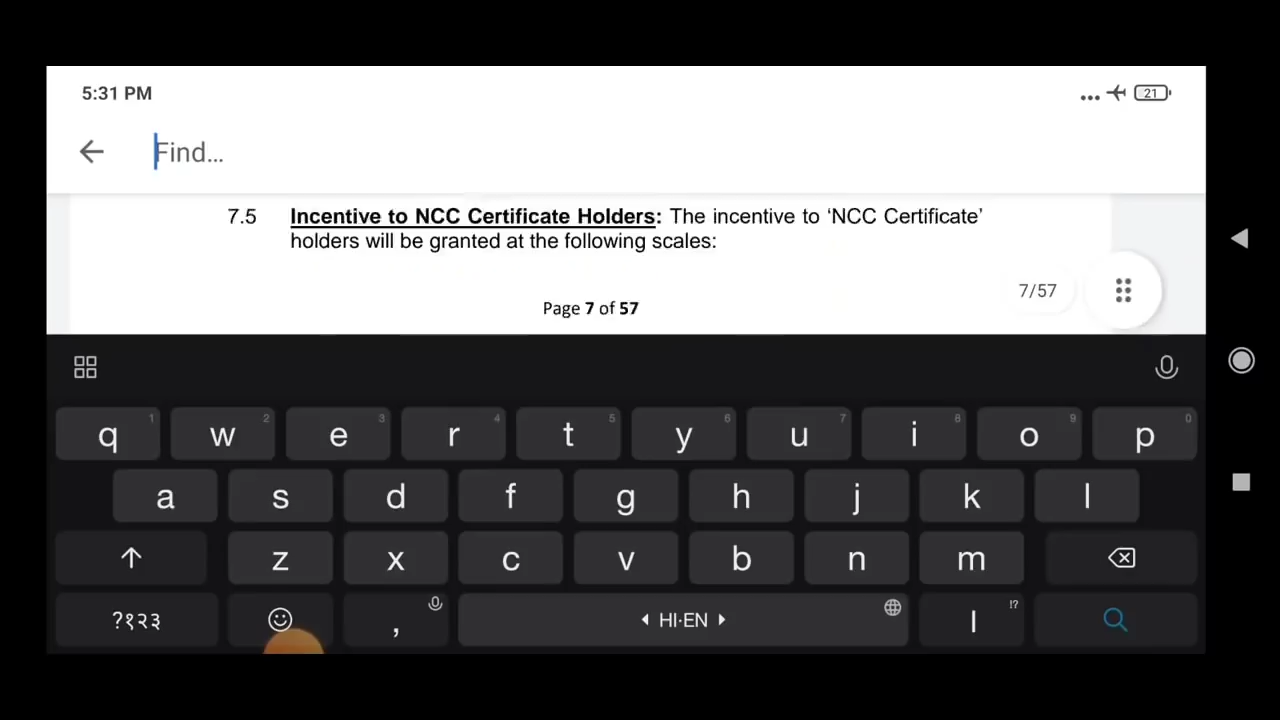 5:31 PM
21
Find...
7.5 Incentive to NCC Certificate Holders: The incentive to ‘NCC Certificate’
holders will be granted at the following scales:
7/57
Page 7 of 57
q 1 w 2 e 3 r 4 t 5 y 6 u 7 i 8 o 9 p 0
a s d f g h j k l
z x c v b n m
?१२३ , HI-EN । !?